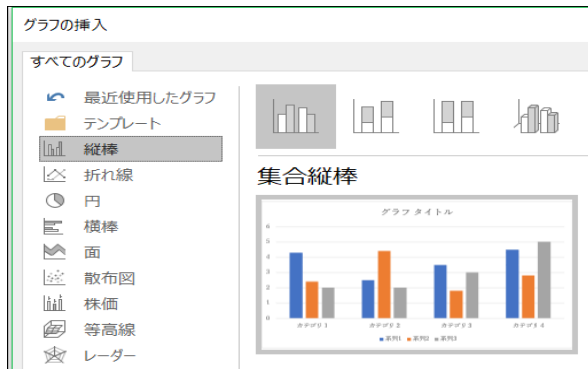 グラフの挿入
すべてのグラフ
最近使用したグラフ
テンプレート
縦棒
折れ線
円
横棒
面
散布図
株価
等高線
レーダー
集合縦棒
グラフ タイトル
6
5
4
3
2
1
0
カテゴリ 1 カテゴリ 2 カテゴリ 3 カテゴリ 4
系列1 系列2 系列3